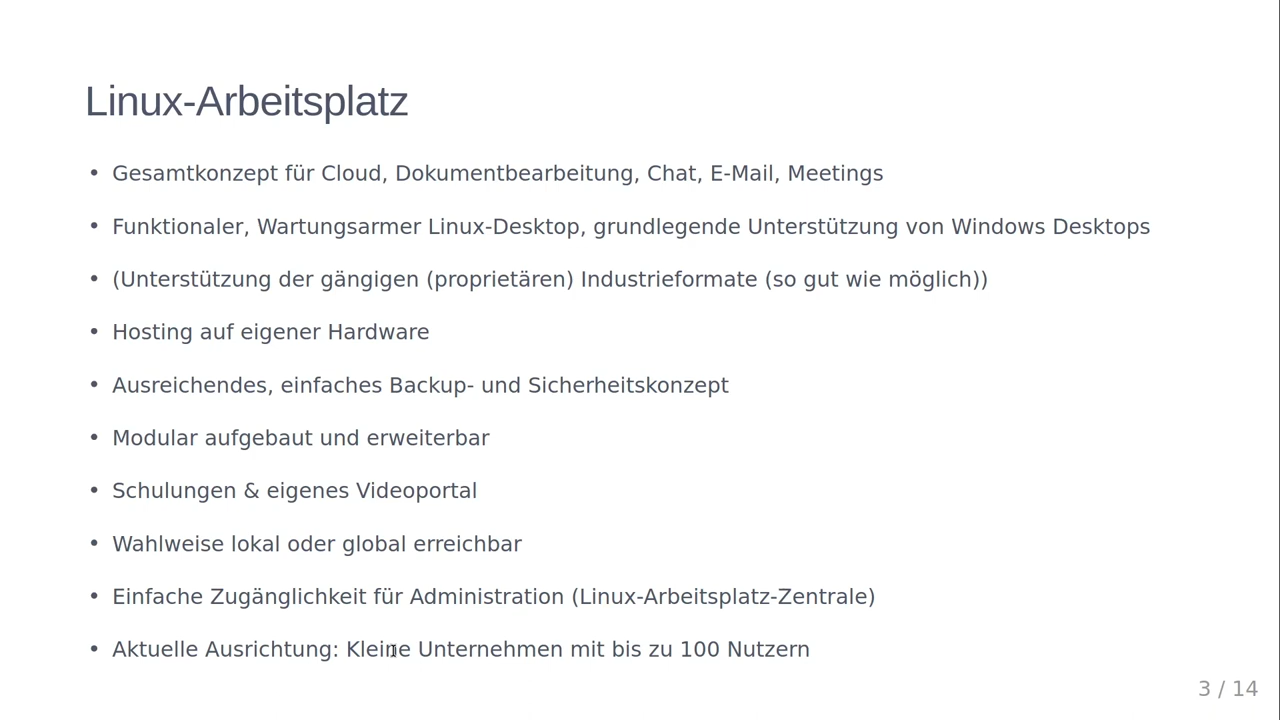 Linux-Arbeitsplatz
• Gesamtkonzept für Cloud, Dokumentbearbeitung, Chat, E-Mail, Meetings
• Funktionaler, Wartungsarmer Linux-Desktop, grundlegende Unterstützung von Windows Desktops
• (Unterstützung der gängigen (proprietären) Industrieformate (so gut wie möglich))
• Hosting auf eigener Hardware
• Ausreichendes, einfaches Backup- und Sicherheitskonzept
• Modular aufgebaut und erweiterbar
• Schulungen & eigenes Videoportal
• Wahlweise lokal oder global erreichbar
• Einfache Zugänglichkeit für Administration (Linux-Arbeitsplatz-Zentrale)
• Aktuelle Ausrichtung: Kleine Unternehmen mit bis zu 100 Nutzern
3 / 14